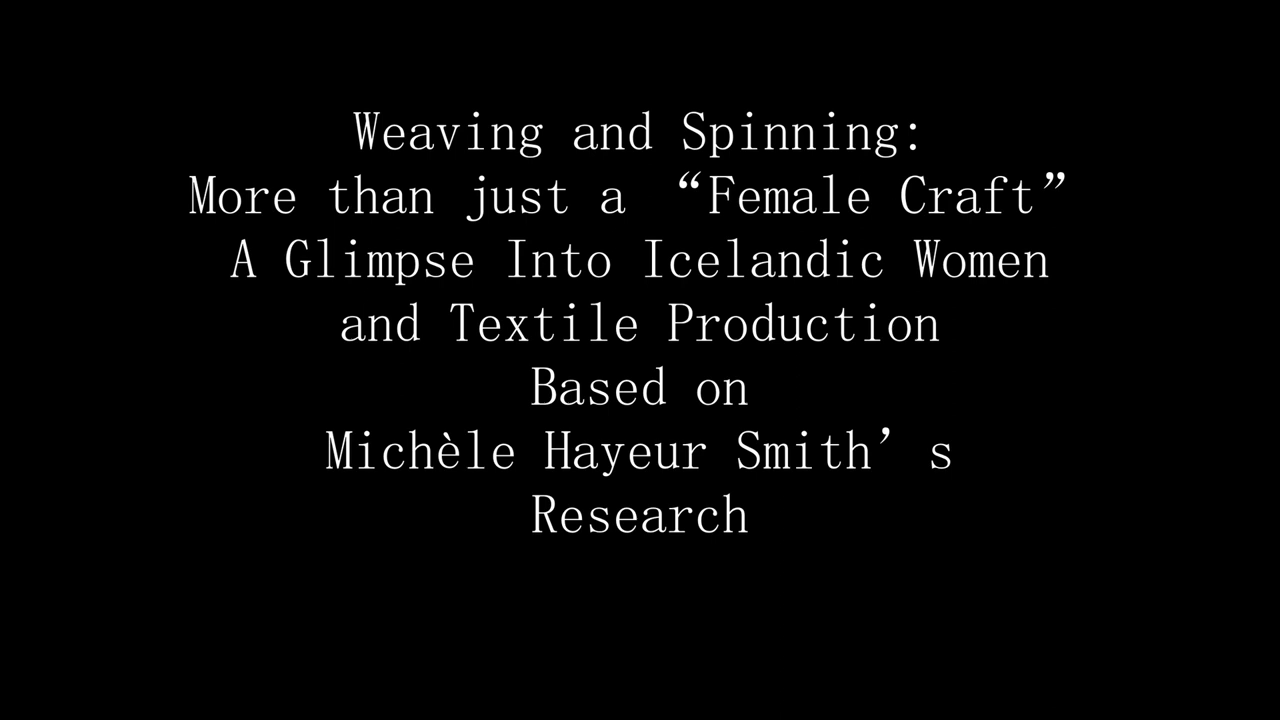 Weaving and Spinning:
More than just a “Female Craft”
A Glimpse Into Icelandic Women
and Textile Production
Based on
Michèle Hayeur Smith’s
Research